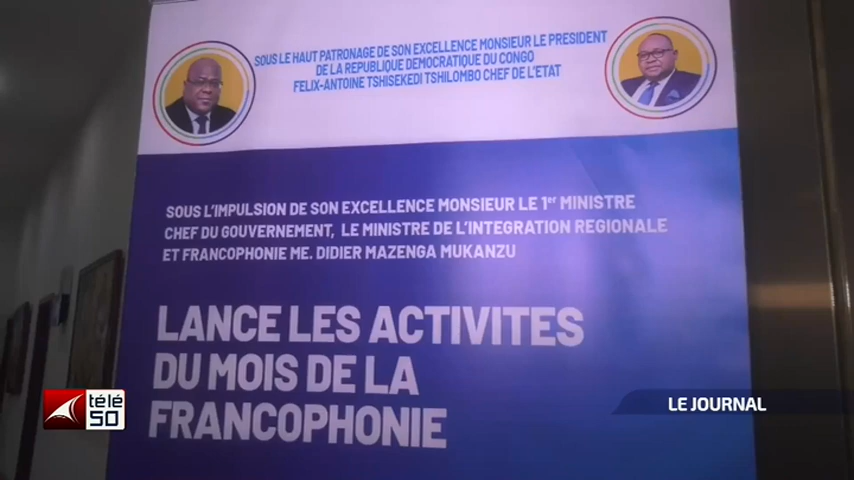 SOUS LE HAUT PATRONAGE DE SON EXCELLENCE MONSIEUR LE PRESIDENT
DE LA REPUBLIQUE DEMOCRATIQUE DU CONGO
FELIX-ANTOINE TSHISEKEDI TSHILOMBO CHEF DE L'ETAT
SOUS L'IMPULSION DE SON EXCELLENCE MONSIEUR LE 1er MINISTRE
CHEF DU GOUVERNEMENT, LE MINISTRE DE L'INTEGRATION REGIONALE
ET FRANCOPHONIE ME. DIDIER MAZENGA MUKANZU
LANCE LES ACTIVITES
DU MOIS DE LA
FRANCOPHONIE
télé
50
LE JOURNAL